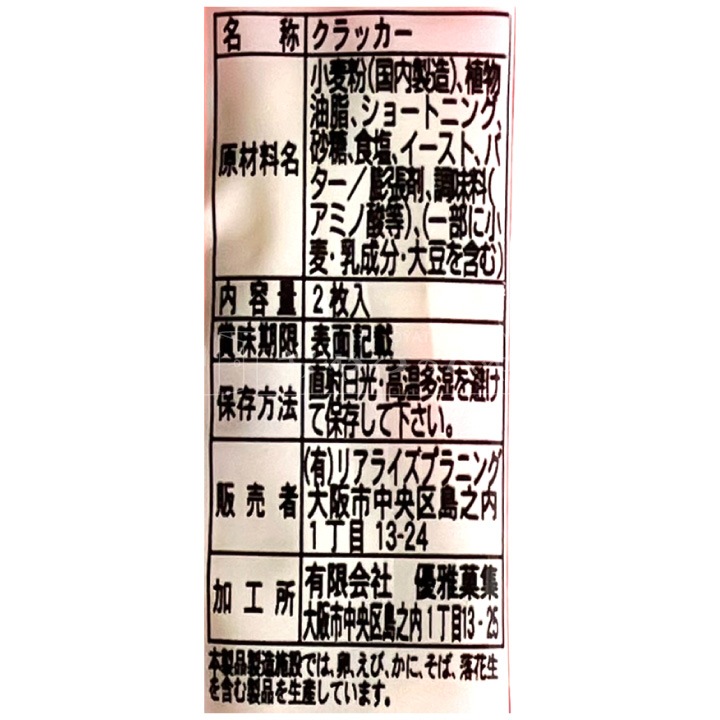 名称 クラッカー
原材料名 小麦粉(国内製造)、植物
油脂、ショートニング、
砂糖、食塩、イースト、バ
ター/膨張剤、調味料(
アミノ酸等)、(一部に小
麦・乳成分・大豆を含む)
内容量 2枚入
賞味期限 表面記載
保存方法 直射日光・高温多湿を避け
て保存して下さい。
販売者 (有)リアライズプラニング
大阪市中央区島之内
1丁目13-24
加工所 有限会社 優雅菓集
大阪市中央区島之内1丁目13-25
本製品製造施設では、卵、えび、かに、そば、落花生
を含む製品を生産しています。